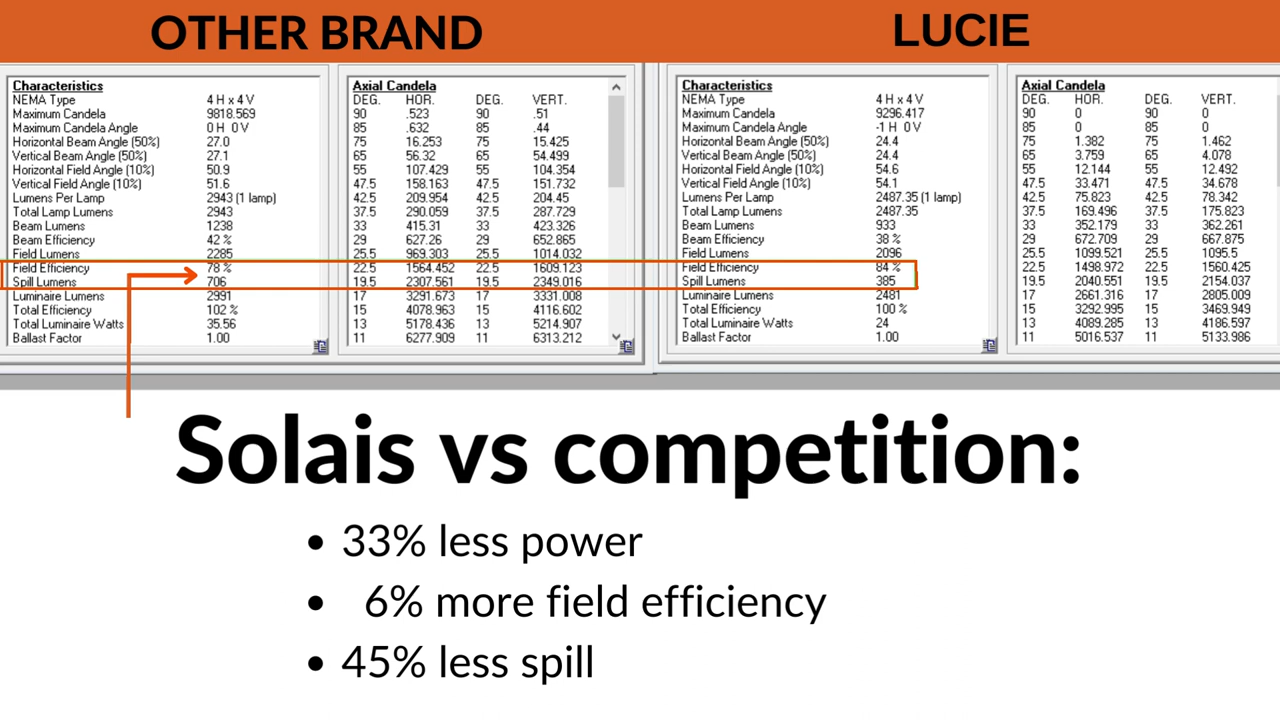 OTHER BRAND
LUCIE
Characteristics
NEMA Type 4 H x 4 V
Maximum Candela 9818.569
Maximum Candela Angle 0 H 0 V
Horizontal Beam Angle (50%) 27.0
Vertical Beam Angle (50%) 27.1
Horizontal Field Angle (10%) 50.9
Vertical Field Angle (10%) 51.6
Lumens Per Lamp 2943 (1 lamp)
Total Lamp Lumens 2943
Beam Lumens 1238
Beam Efficiency 42 %
Field Lumens 2285
Field Efficiency 78 %
Spill Lumens 706
Luminaire Lumens 2991
Total Efficiency 102 %
Total Luminaire Watts 35.56
Ballast Factor 1.00
Axial Candela
DEG. HOR. DEG. VERT.
90 .523 90 .51
85 .632 85 .44
75 16.253 75 15.425
65 56.32 65 54.499
55 107.429 55 104.354
47.5 158.163 47.5 151.732
42.5 209.954 42.5 204.45
37.5 290.059 37.5 287.729
33 415.31 33 423.326
29 627.26 29 652.865
25.5 969.303 25.5 1014.032
22.5 1564.452 22.5 1609.123
19.5 2307.561 19.5 2349.016
17 3291.673 17 3331.008
15 4078.963 15 4116.602
13 5178.436 13 5214.907
11 6277.909 11 6313.212
Characteristics
NEMA Type 4 H x 4 V
Maximum Candela 9296.417
Maximum Candela Angle -1 H 0 V
Horizontal Beam Angle (50%) 24.4
Vertical Beam Angle (50%) 24.4
Horizontal Field Angle (10%) 54.6
Vertical Field Angle (10%) 54.1
Lumens Per Lamp 2487.35 (1 lamp)
Total Lamp Lumens 2487.35
Beam Lumens 933
Beam Efficiency 38 %
Field Lumens 2096
Field Efficiency 84 %
Spill Lumens 385
Luminaire Lumens 2481
Total Efficiency 100 %
Total Luminaire Watts 24
Ballast Factor 1.00
Axial Candela
DEG. HOR. DEG. VERT.
90 0 90 0
85 0 85 0
75 1.382 75 1.462
65 3.759 65 4.078
55 12.144 55 12.492
47.5 33.471 47.5 34.678
42.5 75.823 42.5 78.342
37.5 169.496 37.5 175.823
33 352.179 33 362.261
29 672.709 29 667.875
25.5 1099.521 25.5 1095.5
22.5 1498.972 22.5 1560.425
19.5 2040.551 19.5 2154.037
17 2661.316 17 2805.009
15 3292.995 15 3469.949
13 4089.285 13 4186.597
11 5016.537 11 5133.986
Solais vs competition:
• 33% less power
• 6% more field efficiency
• 45% less spill